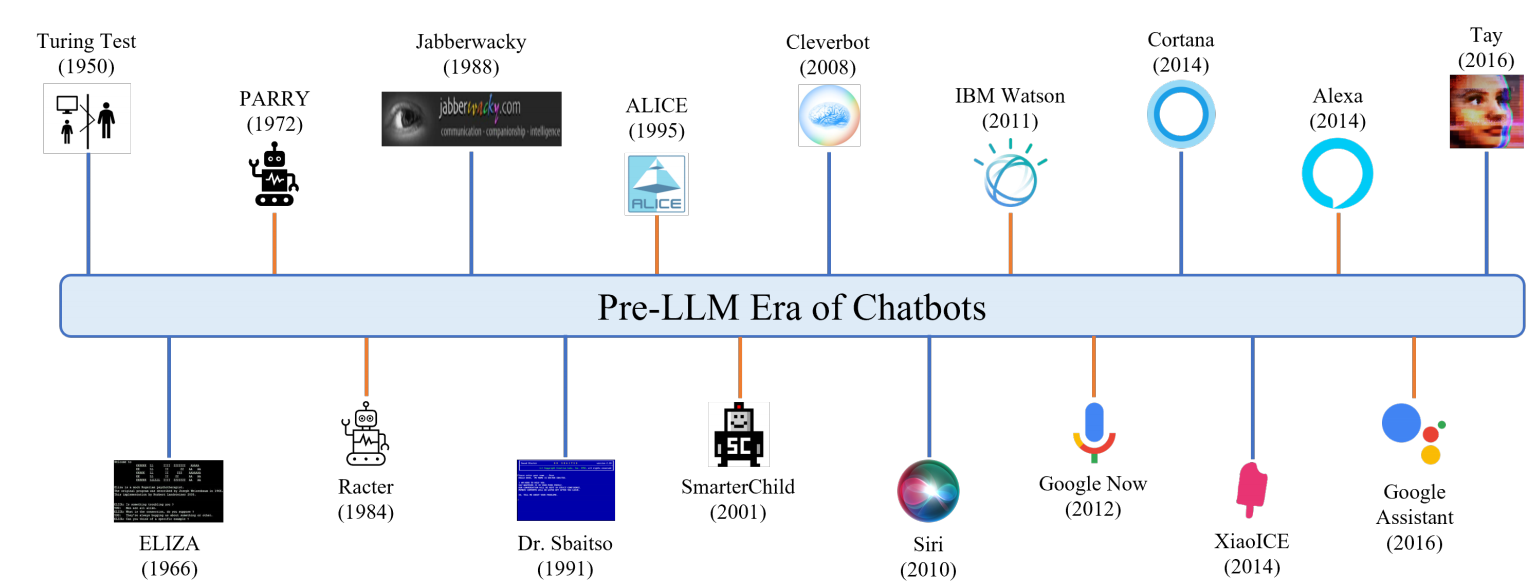 Turing Test
(1950)
PARRY
(1972)
Jabberwacky
(1988)
jabberwacky.com
communication - companionship - intelligence
ALICE
(1995)
ALICE
Cleverbot
(2008)
IBM Watson
(2011)
Cortana
(2014)
Alexa
(2014)
Tay
(2016)
Pre-LLM Era of Chatbots
ELIZA
(1966)
Racter
(1984)
Dr. Sbaitso
(1991)
SC
SmarterChild
(2001)
Siri
(2010)
Google Now
(2012)
XiaoICE
(2014)
Google
Assistant
(2016)